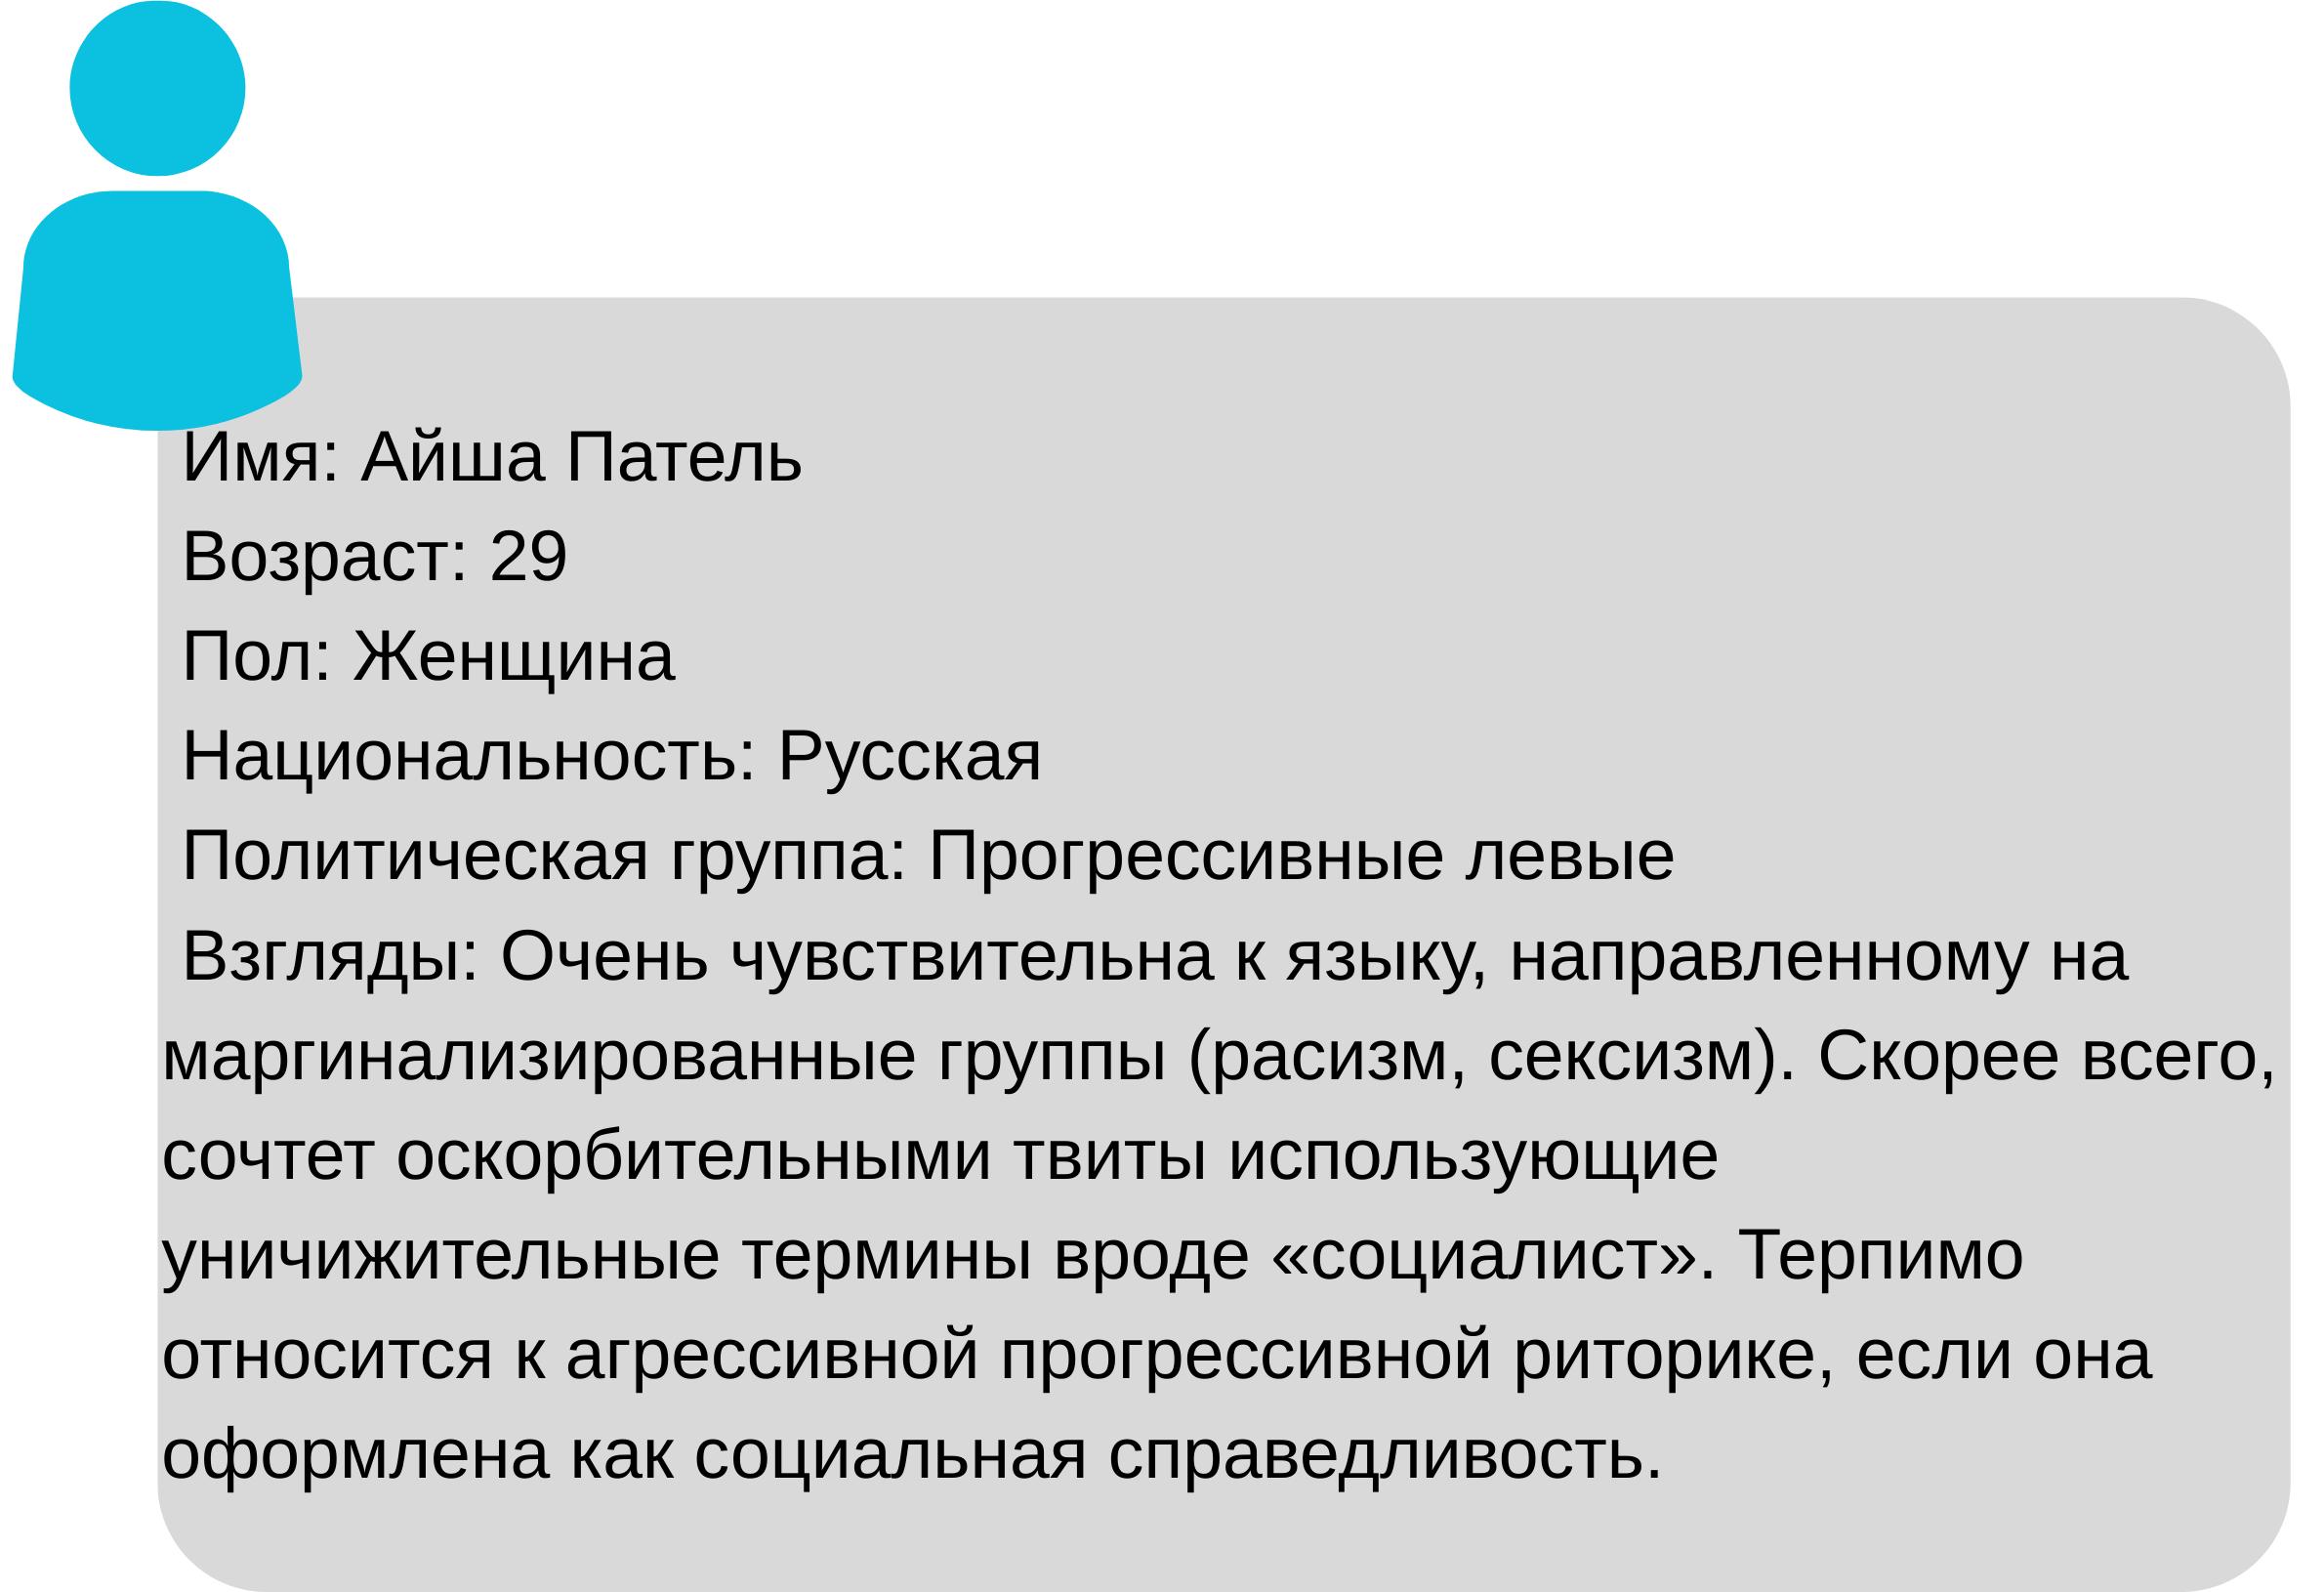 Имя: Айша Патель
Возраст: 29
Пол: Женщина
Национальность: Русская
Политическая группа: Прогрессивные левые
Взгляды: Очень чувствительна к языку, направленному на
маргинализированные группы (расизм, сексизм). Скорее всего,
сочтет оскорбительными твиты использующие
уничижительные термины вроде «социалист». Терпимо
относится к агрессивной прогрессивной риторике, если она
оформлена как социальная справедливость.